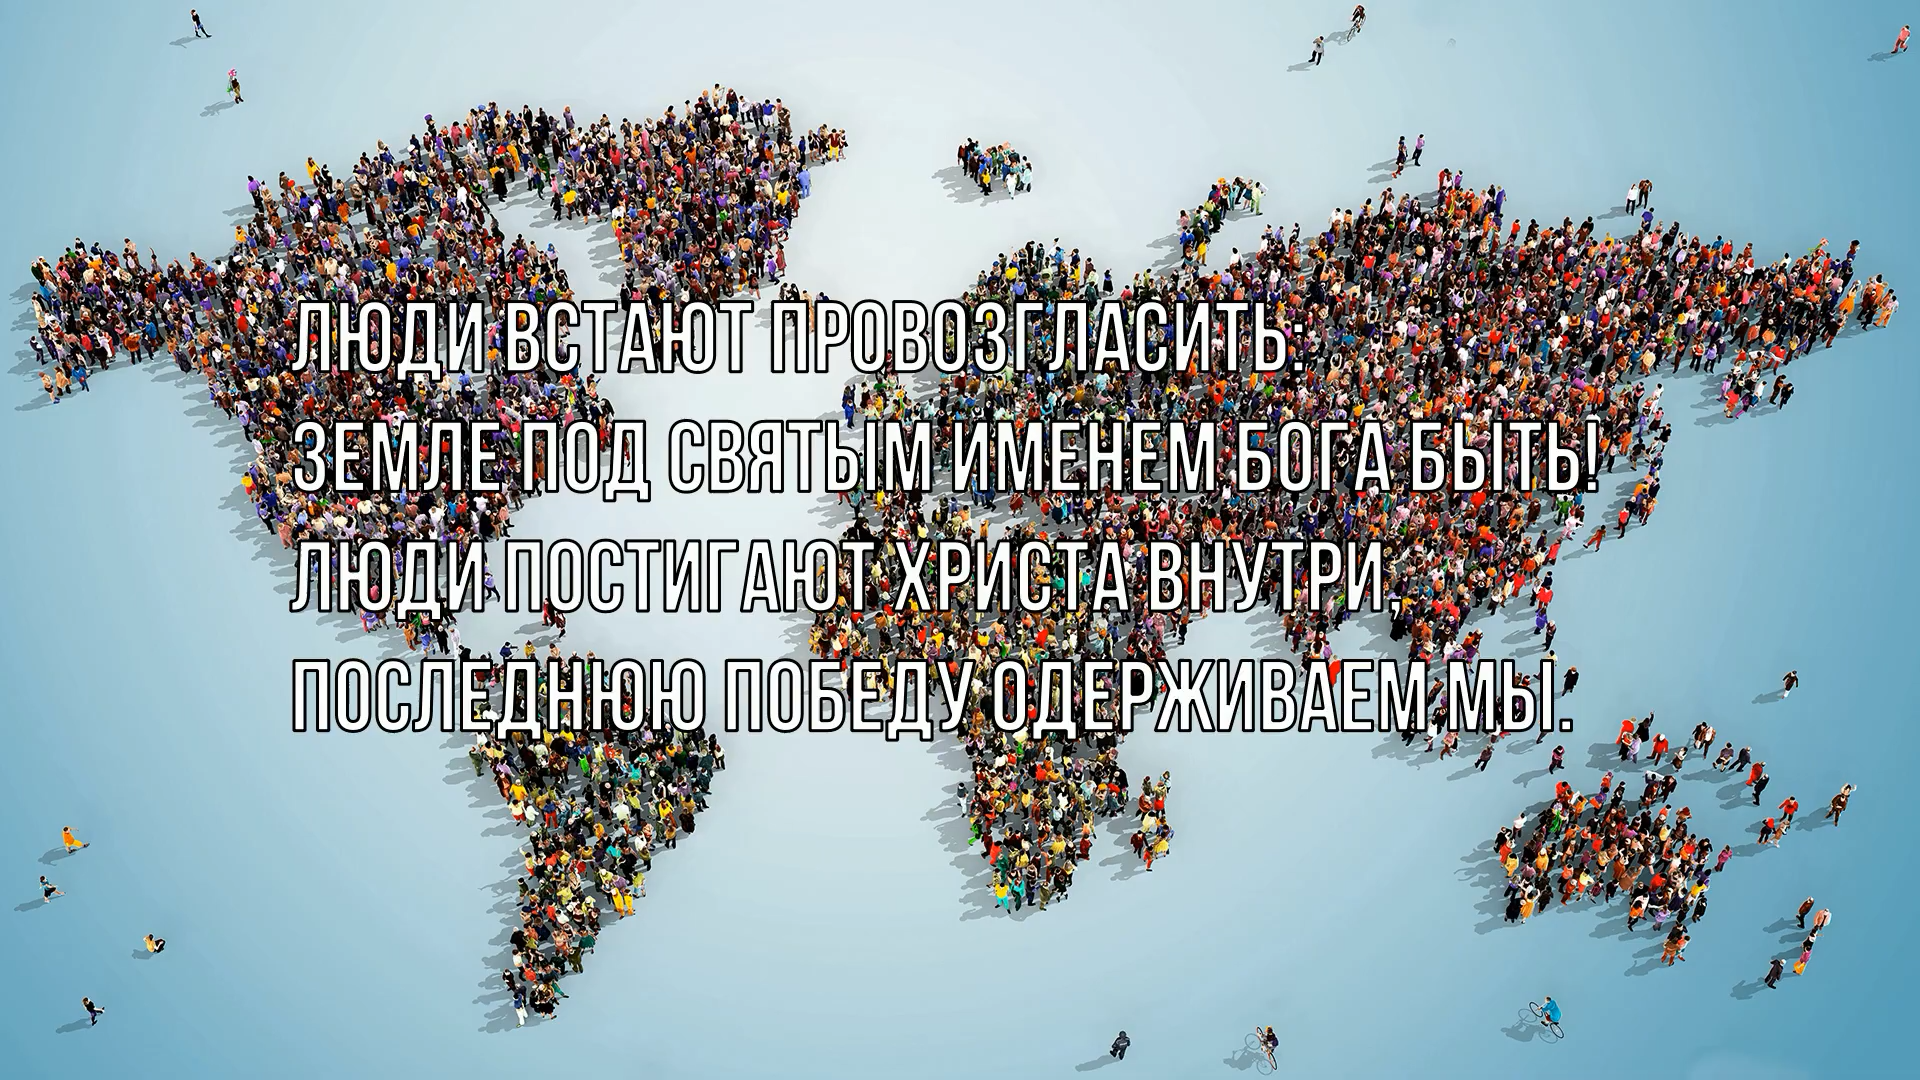 ЛЮДИ ВСТАЮТ ПРОВОЗГЛАСИТЬ:
ЗЕМЛЕ ПОД СВЯТЫМ ИМЕНЕМ БОГА БЫТЬ!
ЛЮДИ ПОСТИГАЮТ ХРИСТА ВНУТРИ,
ПОСЛЕДНЮЮ ПОБЕДУ ОДЕРЖИВАЕМ МЫ.